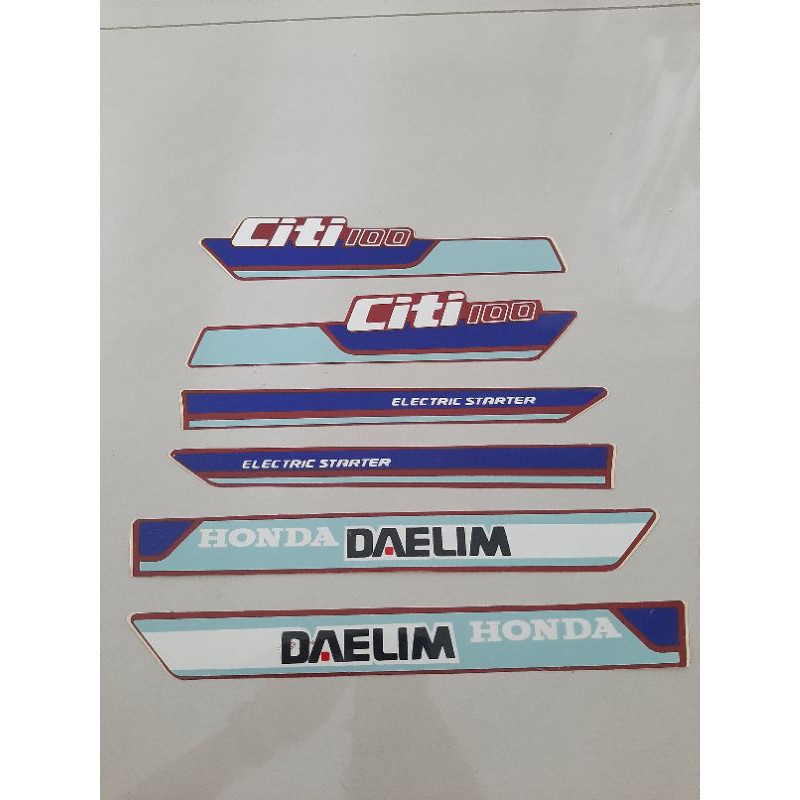 Citi 100
Citi 100
ELECTRIC STARTER
ELECTRIC STARTER
HONDA DAELIM
DAELIM HONDA